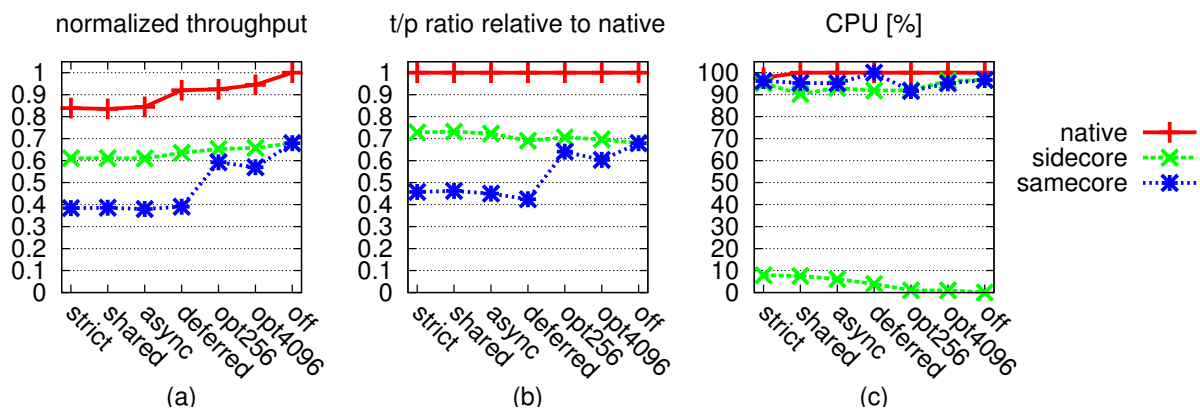 normalized throughput
1
0.9
0.8
0.7
0.6
0.5
0.4
0.3
0.2
0.1
0
strict
shared
async
deferred
opt256
opt4096
off
(a)
t/p ratio relative to native
1
0.9
0.8
0.7
0.6
0.5
0.4
0.3
0.2
0.1
0
strict
shared
async
deferred
opt256
opt4096
off
(b)
CPU [%]
100
90
80
70
60
50
40
30
20
10
0
strict
shared
async
deferred
opt256
opt4096
off
(c)
native
sidecore
samecore